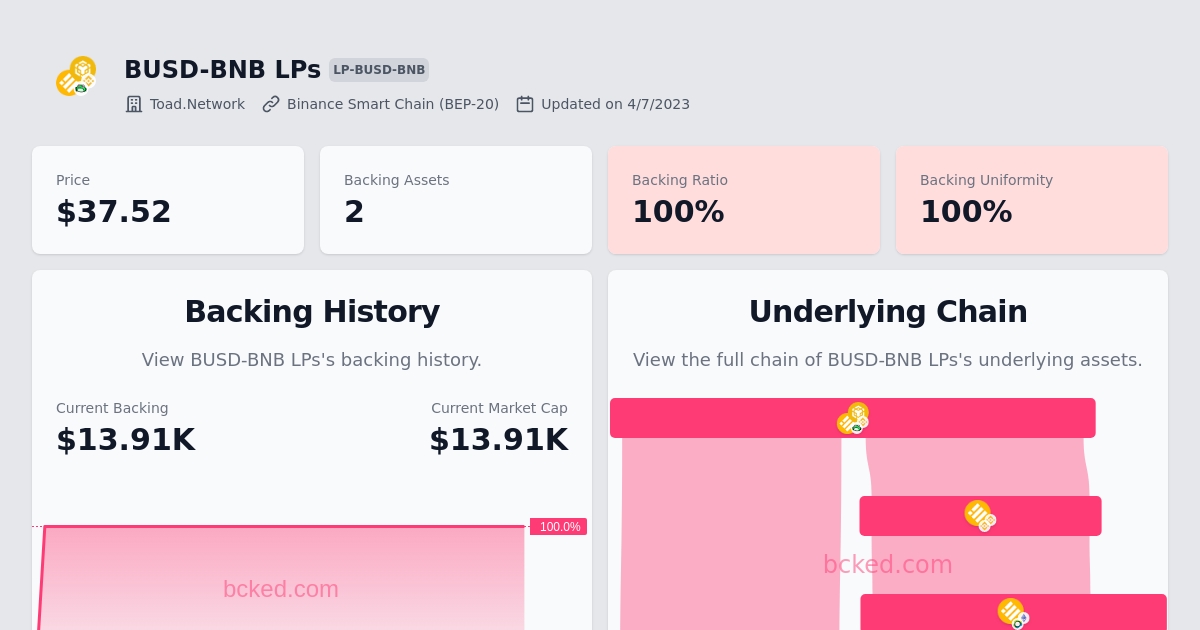 BUSD-BNB LPs LP-BUSD-BNB
Toad.Network Binance Smart Chain (BEP-20) Updated on 4/7/2023
Price
$37.52
Backing Assets
2
Backing Ratio
100%
Backing Uniformity
100%
Backing History
View BUSD-BNB LPs's backing history.
Current Backing
$13.91K
Current Market Cap
$13.91K
100.0%
bcked.com
Underlying Chain
View the full chain of BUSD-BNB LPs's underlying assets.
bcked.com